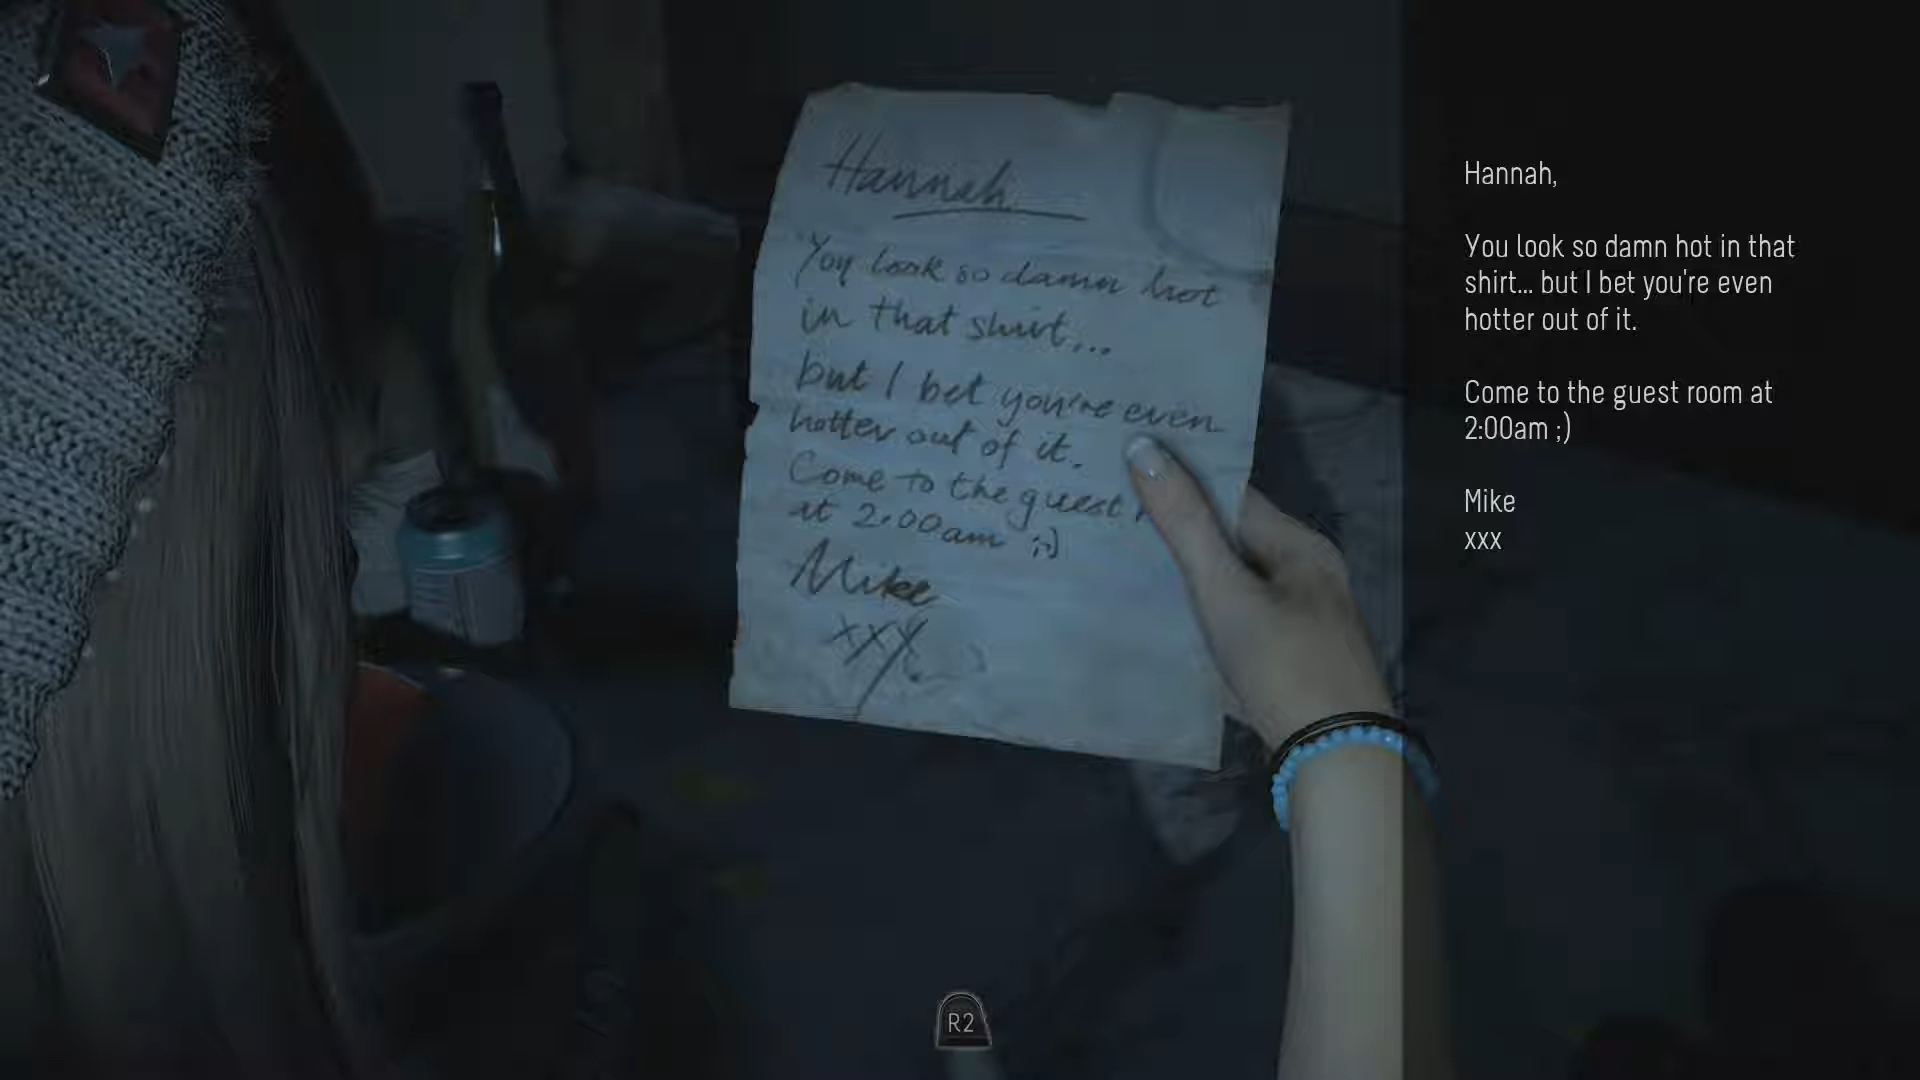 Hannah
You look so damn hot
in that shirt...
but I bet you're even
hotter out of it.
Come to the guest
at 2:00am ;)
Mike
xxx
Hannah,
You look so damn hot in that
shirt... but I bet you're even
hotter out of it.
Come to the guest room at
2:00am ;)
Mike
xxx
R2